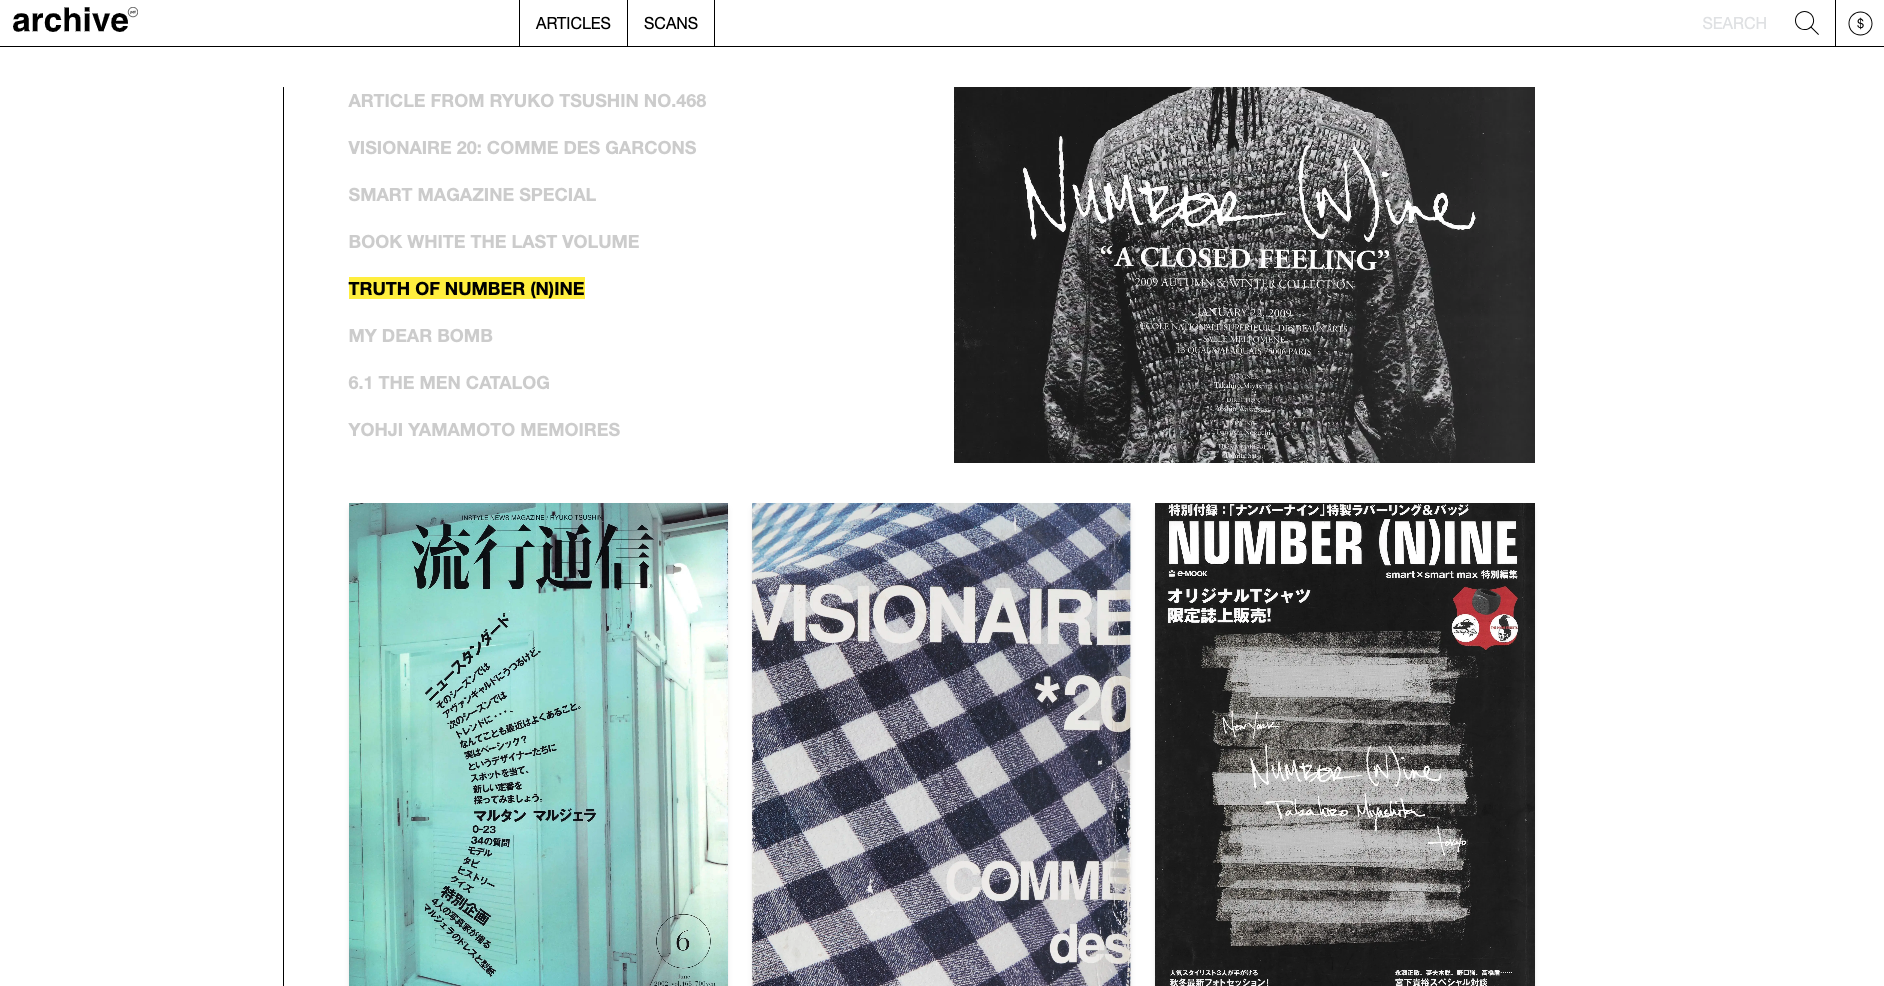 archive
ARTICLES
SCANS
SEARCH
$
ARTICLE FROM RYUKO TSUSHIN NO.468
VISIONAIRE 20: COMME DES GARCONS
SMART MAGAZINE SPECIAL
BOOK WHITE THE LAST VOLUME
TRUTH OF NUMBER (N)INE
MY DEAR BOMB
6.1 THE MEN CATALOG
YOHJI YAMAMOTO MEMOIRES
NUMBER (N)ine
“A CLOSED FEELING”
2009 AUTUMN & WINTER COLLECTION
JANUARY 23, 2009
INSTYLE NEWS MAGAZINE / RYUKO TSUSHIN
流行通信
ニュースタンダード
そのシーズンでは
アヴァンギャルドにうつるけど、
次のシーズンでは
トレンドに・・・、
なんてことも最近はよくあること。
実はベーシック?
というデザイナーたちに
スポットを当て、
新しい定番を
探ってみましょう。
マルタン マルジェラ
0-23
34の質問
モデル
タビ
ヒストリー
クイズ
特別企画
4人の写真家が撮る
マルジェラのドレスと型紙
6
June
2002 vol.468 700yen
VISIONAIRE
*20
COMME
des
特別付録:「ナンバーナイン」特製ラバーリング&バッジ
NUMBER (N)INE
e-MOOK
smart×smart max 特別編集
オリジナルTシャツ
限定誌上販売!
New York
NUMBER (N)ine
Takahiro Miyashita
tokyo
人気スタイリスト3人が手がける
秋冬最新フォトセッション!
宮下貴裕スペシャル対談